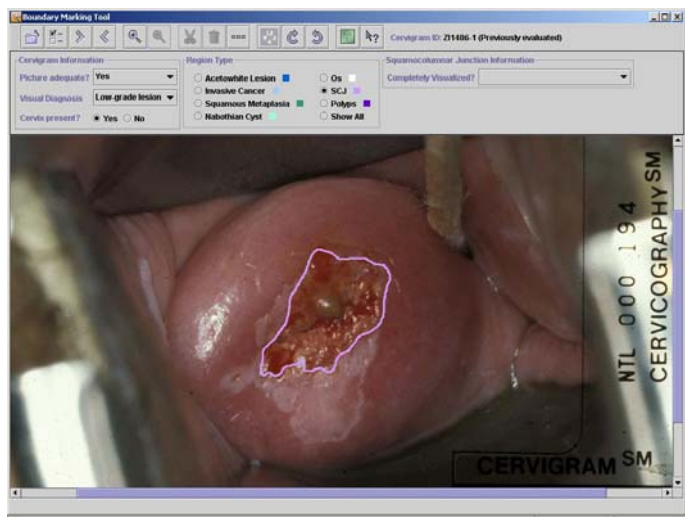 Boundary Marking Tool
Cervigram ID: ZI1486-1 (Previously evaluated)
Cervigram Information
Picture adequate? Yes
Visual Diagnosis Low-grade lesion
Cervix present? Yes No
Region Type
Acetowhite Lesion Os
Invasive Cancer SCJ
Squamous Metaplasia Polyps
Nabothian Cyst Show All
Squamocolumnar Junction Information
Completely Visualized?
NTL 000 194
CERVICOGRAPHY SM
CERVIGRAM SM